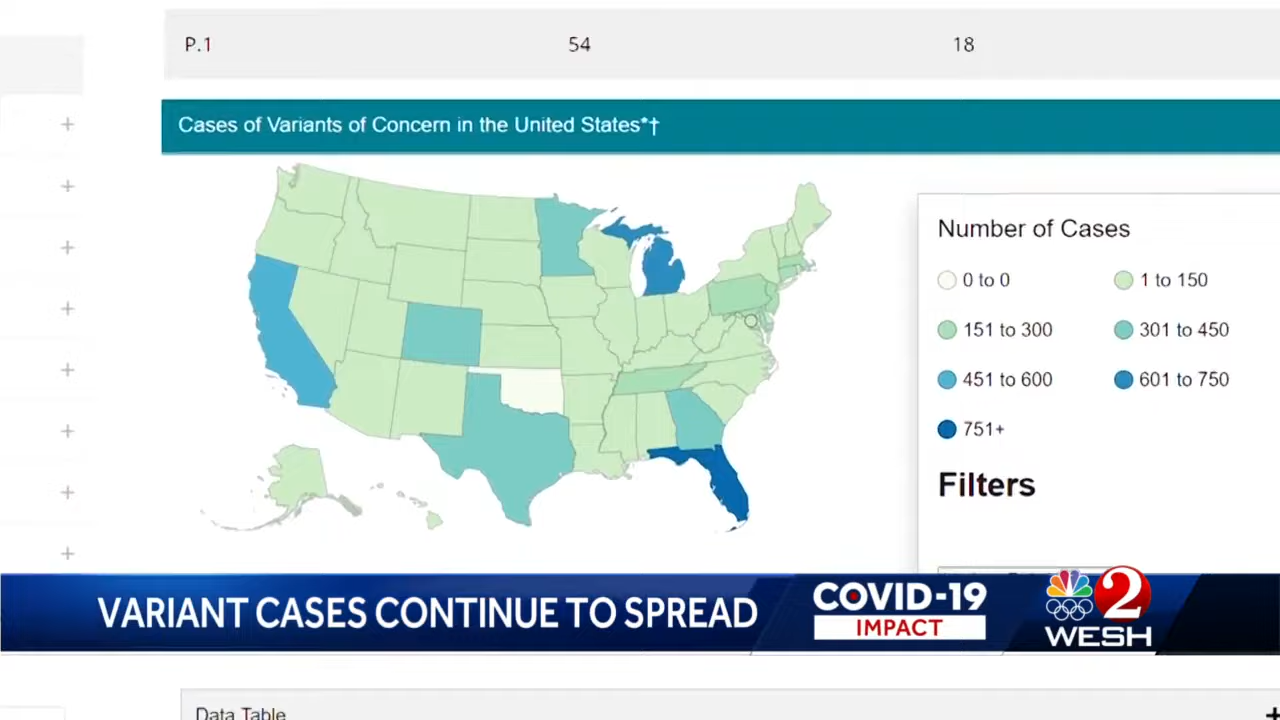 P.1 54 18
Cases of Variants of Concern in the United States*†
Number of Cases
0 to 0 1 to 150
151 to 300 301 to 450
451 to 600 601 to 750
751+
Filters
VARIANT CASES CONTINUE TO SPREAD
COVID-19
IMPACT
2
WESH
Data Table